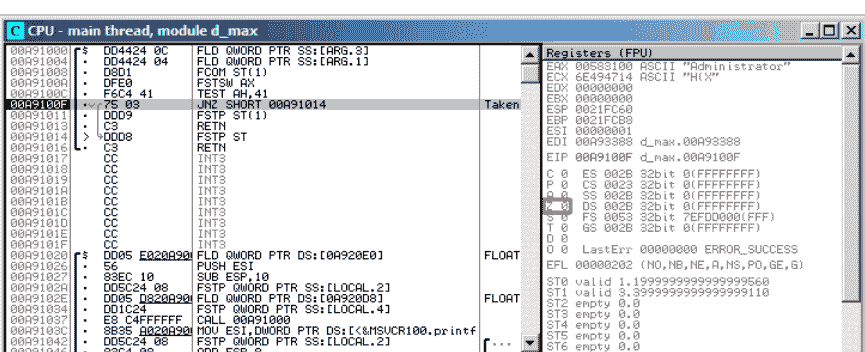 C CPU - main thread, module d_max
00A91000 $ DD4424 0C FLD QWORD PTR SS:[ARG.3]
00A91004 . DD4424 04 FLD QWORD PTR SS:[ARG.1]
00A91008 . D8D1 FCOM ST(1)
00A9100A . DFE0 FSTSW AX
00A9100C . F6C4 41 TEST AH,41
00A9100F . 75 03 JNZ SHORT 00A91014 Taken
00A91011 . DDD9 FSTP ST(1)
00A91013 . C3 RETN
00A91014 > DDD8 FSTP ST
00A91016 . C3 RETN
00A91017 CC INT3
00A91018 CC INT3
00A91019 CC INT3
00A9101A CC INT3
00A9101B CC INT3
00A9101C CC INT3
00A9101D CC INT3
00A9101E CC INT3
00A9101F CC INT3
00A91020 $ DD05 E020A90 FLD QWORD PTR DS:[0A920E0] FLOAT
00A91026 . 56 PUSH ESI
00A91027 . 83EC 10 SUB ESP,10
00A9102A . DD5C24 08 FSTP QWORD PTR SS:[LOCAL.2]
00A9102E . DD05 D820A90 FLD QWORD PTR DS:[0A920D8] FLOAT
00A91034 . DD1C24 FSTP QWORD PTR SS:[LOCAL.4]
00A91037 . E8 C4FFFFFF CALL 00A91000
00A9103C . 8B35 A020A90 MOV ESI,DWORD PTR DS:[<&MSVCR100.printf
00A91042 . DD5C24 08 FSTP QWORD PTR SS:[LOCAL.2] ...
00A91046 . 83C4 08 ADD ESP,8
Registers (FPU)
EAX 00583100 ASCII "Administrator"
ECX 6E494714 ASCII "H(X"
EDX 00000000
EBX 00000000
ESP 0021FC60
EBP 0021FCB8
ESI 00000001
EDI 00A93388 d_max.00A93388
EIP 00A9100F d_max.00A9100F
C 0 ES 002B 32bit 0(FFFFFFFF)
P 0 CS 0023 32bit 0(FFFFFFFF)
A 0 SS 002B 32bit 0(FFFFFFFF)
Z 0 DS 002B 32bit 0(FFFFFFFF)
S 0 FS 0053 32bit 7EFDD000(FFF)
T 0 GS 002B 32bit 0(FFFFFFFF)
D 0
O 0 LastErr 00000000 ERROR_SUCCESS
EFL 00000202 (NO,NB,NE,A,NS,PO,GE,G)
ST0 valid 1.1999999999999999560
ST1 valid 3.3999999999999999110
ST2 empty 0.0
ST3 empty 0.0
ST4 empty 0.0
ST5 empty 0.0
ST6 empty 0.0